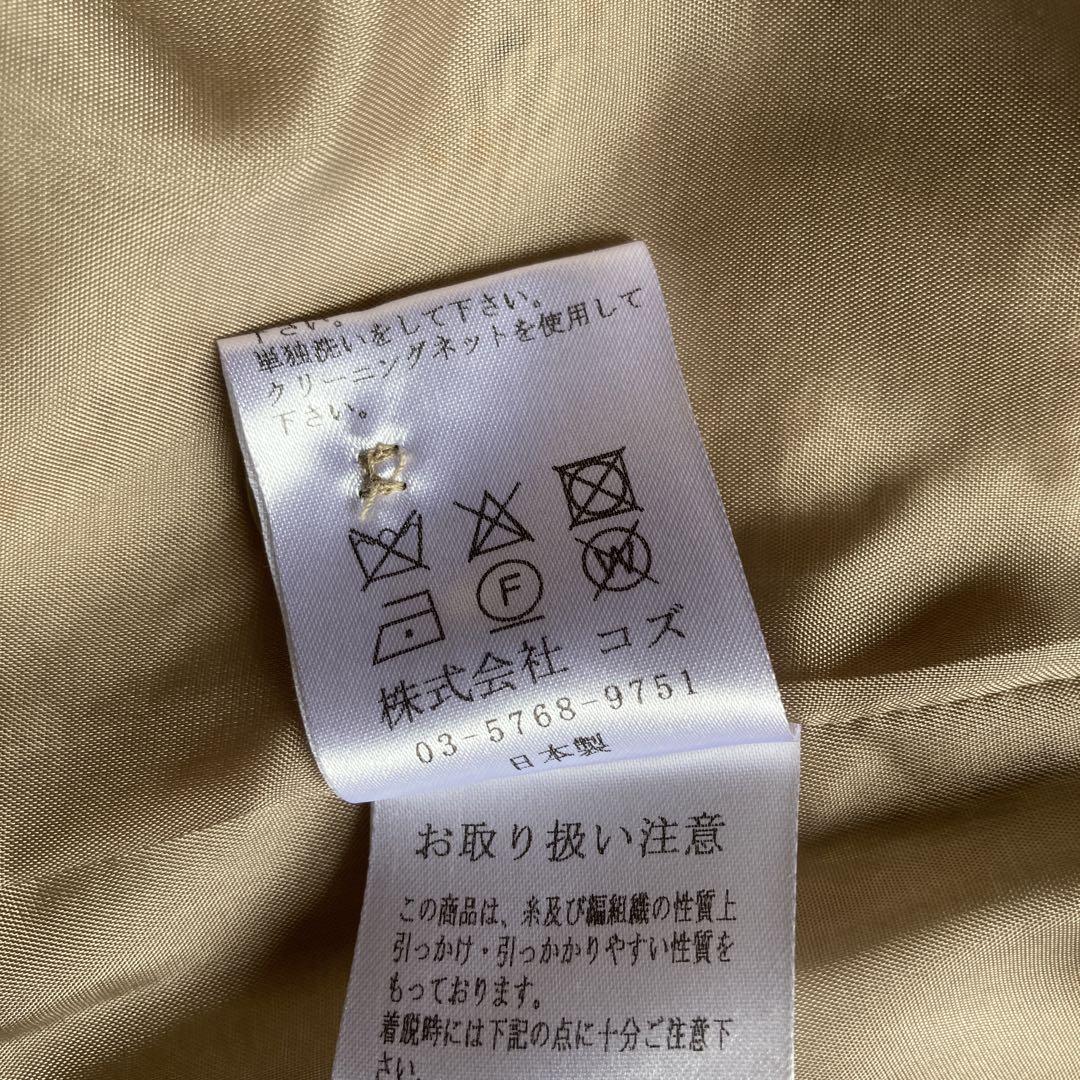 下さい。
単独洗いをして下さい。
クリーニングネットを使用して
下さい。
F
W
株式会社 コズ
03-5768-9751
日本製
お取り扱い注意
この商品は、糸及び編組織の性質上
引っかけ・引っかかりやすい性質を
もっております。
着脱時には下記の点に十分ご注意下
さい。